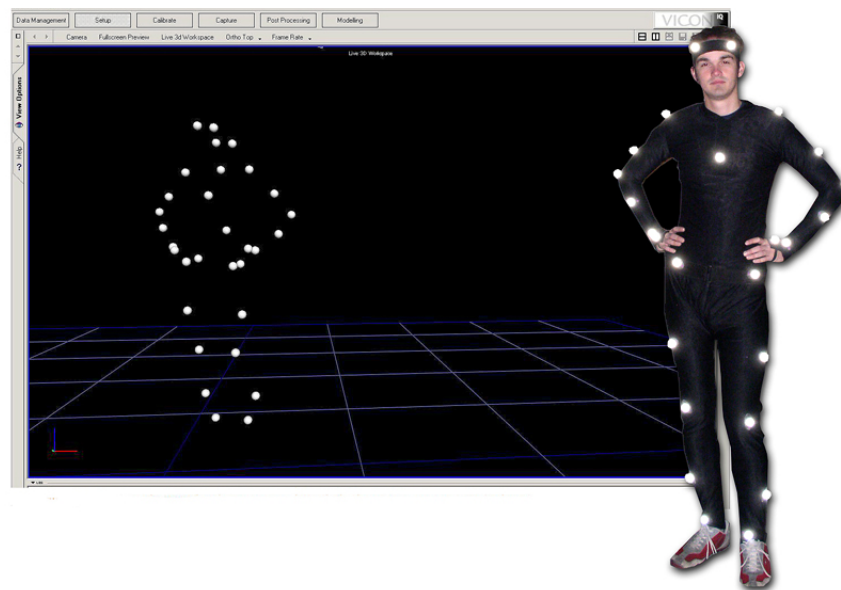 Data Management Setup Calibrate Capture Post Processing Modelling
VICON IQ
Camera Fullscreen Preview Live 3d Workspace Ortho Top Frame Rate
Live 3D Workspace
View Options
Help